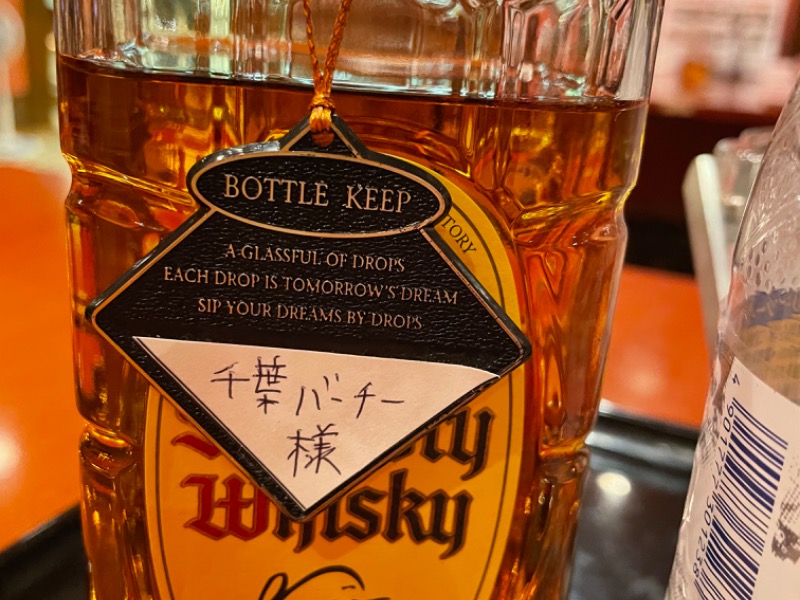 BOTTLE KEEP
A GLASSFUL OF DROPS
EACH DROP IS TOMORROW'S DREAM
SIP YOUR DREAMS BY DROPS
千葉バーチー
様
TORY
Whisky